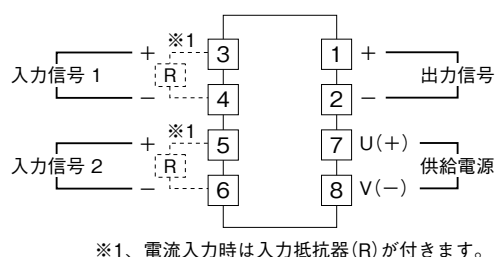 ※1
+ 3 1 +
入力信号 1 R 出力信号
− 4 2 −
※1
+ 5 7 U(+)
入力信号 2 R 供給電源
− 6 8 V(−)
※1、電流入力時は入力抵抗器(R)が付きます。